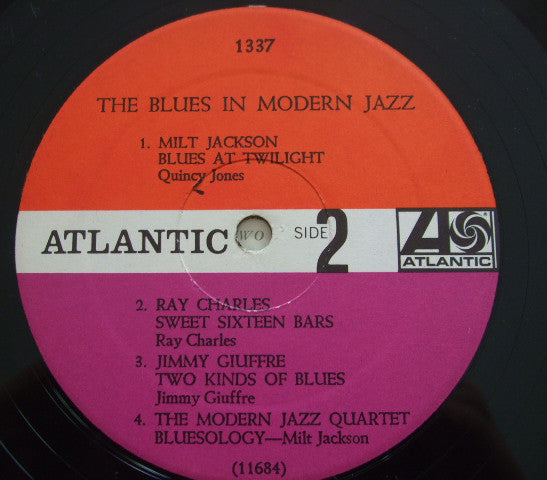 1337
THE BLUES IN MODERN JAZZ
1. MILT JACKSON
BLUES AT TWILIGHT
Quincy Jones
ATLANTIC
WO
SIDE 2
ATLANTIC
2. RAY CHARLES
SWEET SIXTEEN BARS
Ray Charles
3. JIMMY GIUFFRE
TWO KINDS OF BLUES
Jimmy Giuffre
4. THE MODERN JAZZ QUARTET
BLUESOLOGY—Milt Jackson
(11684)